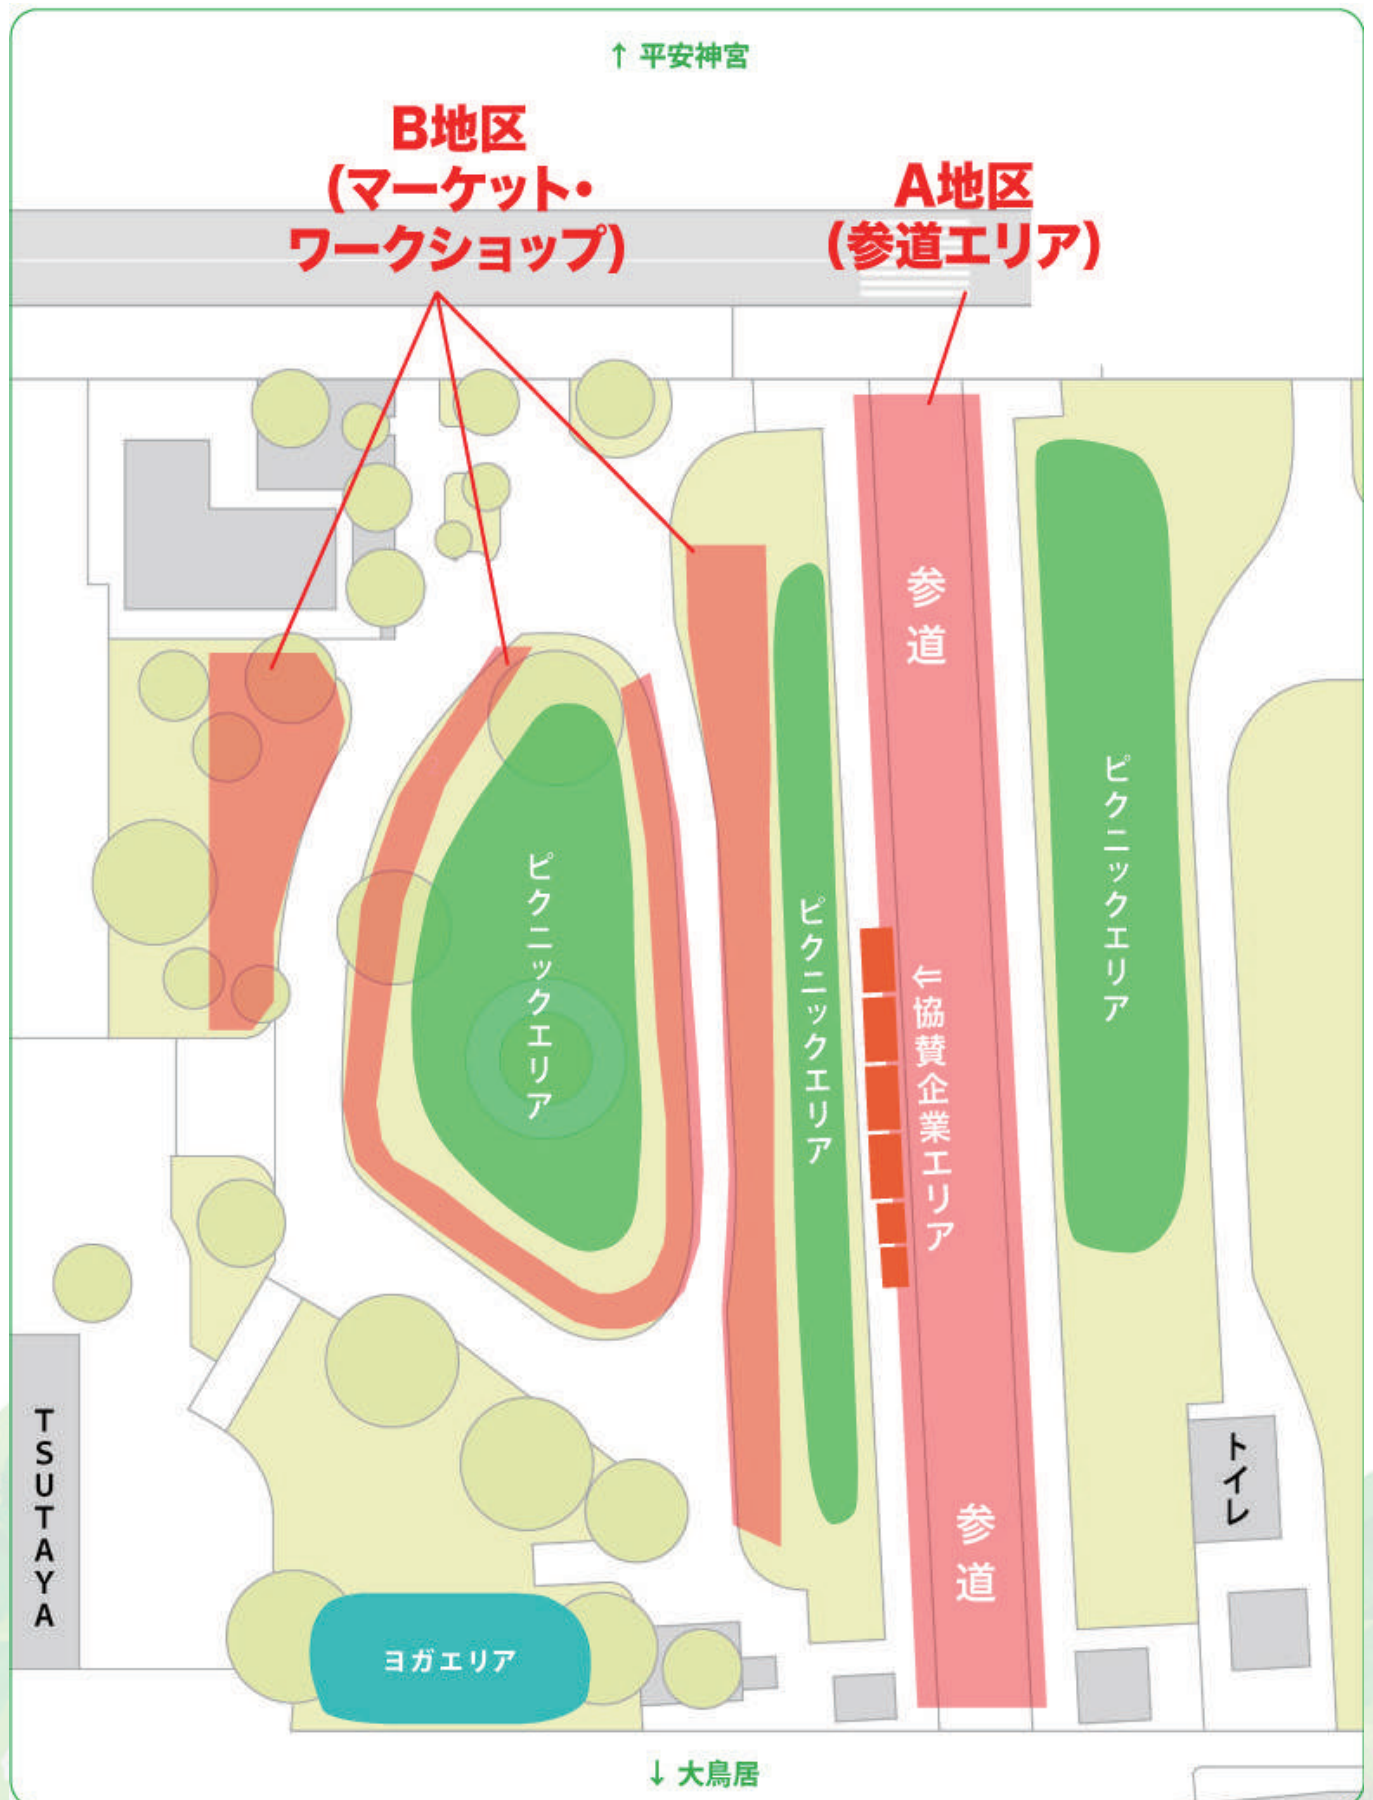 ↑ 平安神宮
B地区
(マーケット・
ワークショップ)
A地区
(参道エリア)
参道
ピクニックエリア
ピクニックエリア
ピクニックエリア
⇐協賛企業エリア
TSUTAYA
トイレ
参道
ヨガエリア
↓ 大鳥居